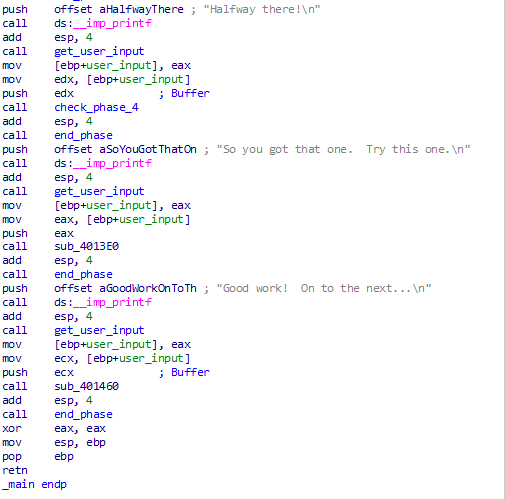 push offset aHalfwayThere ; "Halfway there!\n"
call ds:__imp_printf
add esp, 4
call get_user_input
mov [ebp+user_input], eax
mov edx, [ebp+user_input]
push edx ; Buffer
call check_phase_4
add esp, 4
call end_phase
push offset aSoYouGotThatOn ; "So you got that one.  Try this one.\n"
call ds:__imp_printf
add esp, 4
call get_user_input
mov [ebp+user_input], eax
mov eax, [ebp+user_input]
push eax
call sub_4013E0
add esp, 4
call end_phase
push offset aGoodWorkOnToTh ; "Good work!  On to the next...\n"
call ds:__imp_printf
add esp, 4
call get_user_input
mov [ebp+user_input], eax
mov ecx, [ebp+user_input]
push ecx ; Buffer
call sub_401460
add esp, 4
call end_phase
xor eax, eax
mov esp, ebp
pop ebp
retn
_main endp